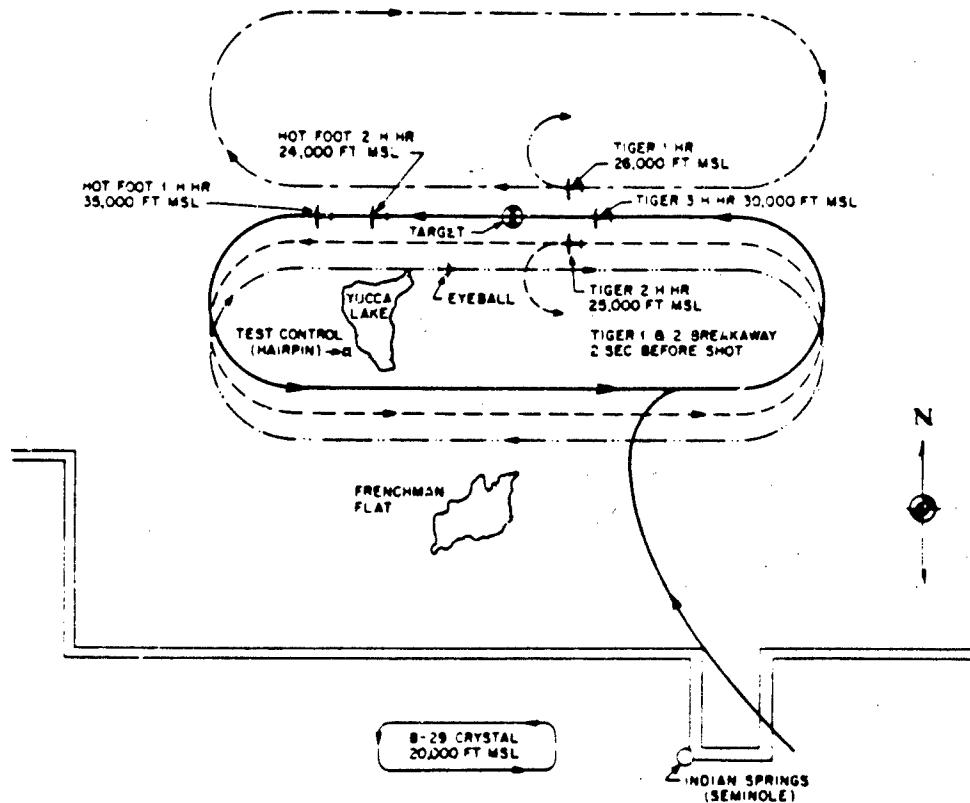 HOT FOOT 2 H HR
24,000 FT MSL
TIGER 1 HR
26,000 FT MSL
HOT FOOT 1 H HR
35,000 FT MSL
TIGER 3 H HR 30,000 FT MSL
TARGET
YUCCA
LAKE
EYEBALL
TIGER 2 H HR
25,000 FT MSL
TEST CONTROL
(HAIRPIN)
TIGER 1 & 2 BREAKAWAY
2 SEC BEFORE SHOT
N
FRENCHMAN
FLAT
B-29 CRYSTAL
20,000 FT MSL
INDIAN SPRINGS
(SEMINOLE)